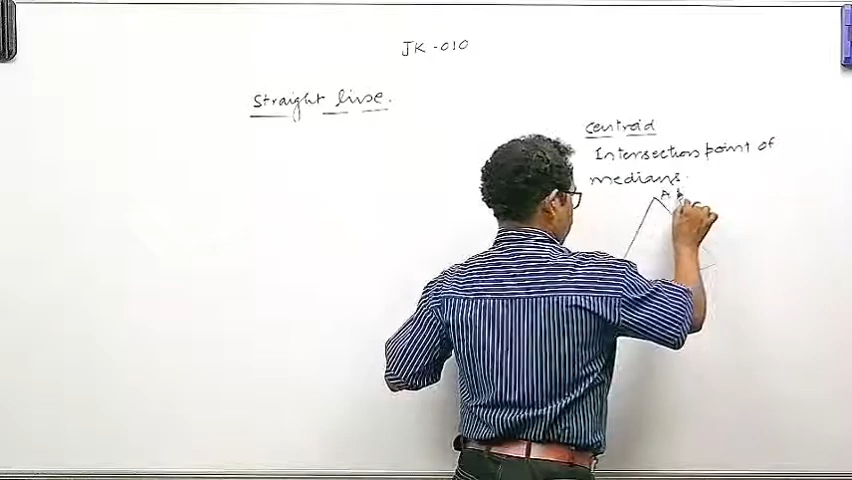 JK-010
Straight line.
Centroid
Intersection point of
medians.
A